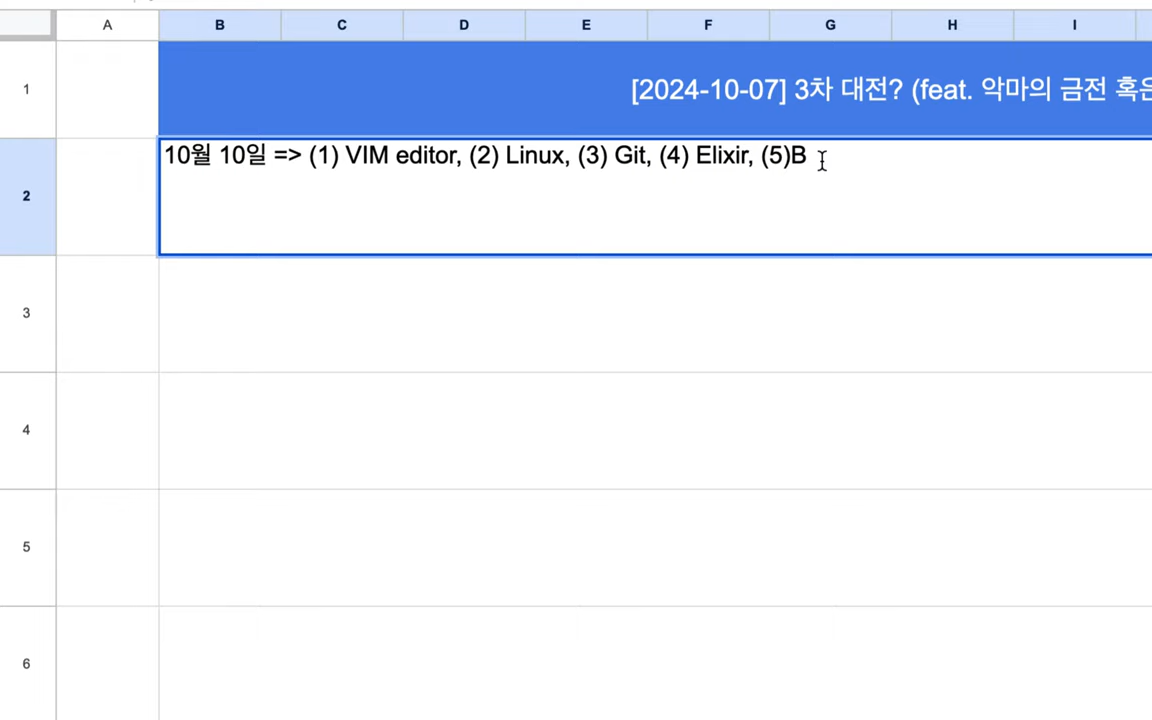 A B C D E F G H I
1 [2024-10-07] 3차 대전? (feat. 악마의 금전 혹은
2 10월 10일 => (1) VIM editor, (2) Linux, (3) Git, (4) Elixir, (5)B
3
4
5
6